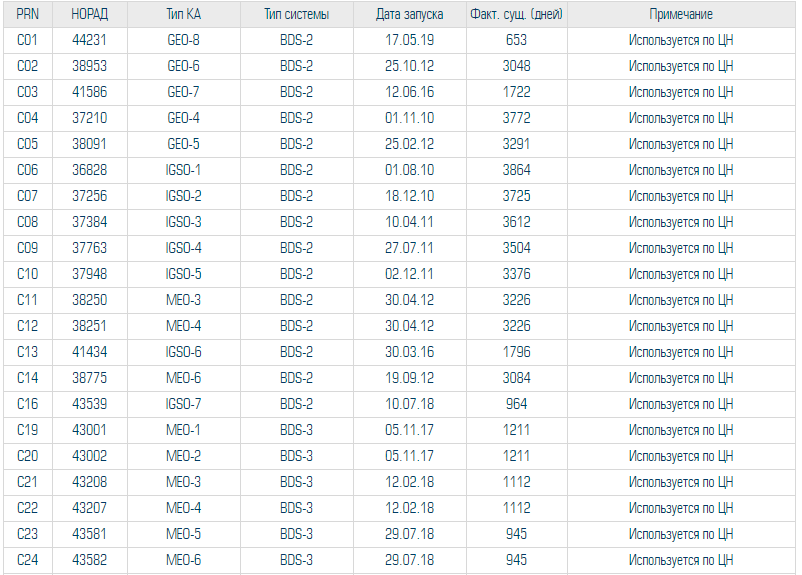 PRN НОРАД Тип КА Тип системы Дата запуска Факт. сущ. (дней) Примечание
C01 44231 GEO-8 BDS-2 17.05.19 653 Используется по ЦН
C02 38953 GEO-6 BDS-2 25.10.12 3048 Используется по ЦН
C03 41586 GEO-7 BDS-2 12.06.16 1722 Используется по ЦН
C04 37210 GEO-4 BDS-2 01.11.10 3772 Используется по ЦН
C05 38091 GEO-5 BDS-2 25.02.12 3291 Используется по ЦН
C06 36828 IGSO-1 BDS-2 01.08.10 3864 Используется по ЦН
C07 37256 IGSO-2 BDS-2 18.12.10 3725 Используется по ЦН
C08 37384 IGSO-3 BDS-2 10.04.11 3612 Используется по ЦН
C09 37763 IGSO-4 BDS-2 27.07.11 3504 Используется по ЦН
C10 37948 IGSO-5 BDS-2 02.12.11 3376 Используется по ЦН
C11 38250 MEO-3 BDS-2 30.04.12 3226 Используется по ЦН
C12 38251 MEO-4 BDS-2 30.04.12 3226 Используется по ЦН
C13 41434 IGSO-6 BDS-2 30.03.16 1796 Используется по ЦН
C14 38775 MEO-6 BDS-2 19.09.12 3084 Используется по ЦН
C16 43539 IGSO-7 BDS-2 10.07.18 964 Используется по ЦН
C19 43001 MEO-1 BDS-3 05.11.17 1211 Используется по ЦН
C20 43002 MEO-2 BDS-3 05.11.17 1211 Используется по ЦН
C21 43208 MEO-3 BDS-3 12.02.18 1112 Используется по ЦН
C22 43207 MEO-4 BDS-3 12.02.18 1112 Используется по ЦН
C23 43581 MEO-5 BDS-3 29.07.18 945 Используется по ЦН
C24 43582 MEO-6 BDS-3 29.07.18 945 Используется по ЦН